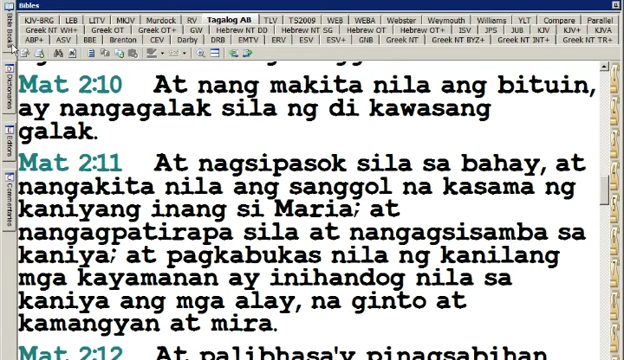 Bibles
KJV-BRG LEB LITV MKJV Murdock RV Tagalog AB TLV TS2009 WEB WEBA Webster Weymouth Williams YLT Compare Parallel
Greek NT WH+ Greek OT Greek OT+ GW Hebrew NT DZ Hebrew NT SG Hebrew OT Hebrew OT+ ISV JPS JUB KJV KJV+ KJVA
ABP+ ASV BBE Brenton CEV Darby DRB EMTV ERV ESV ESV+ GNB Greek NT Greek NT BYZ+ Greek NT INT+ Greek NT TR+
Bible Books
Dictionaries
Editors
Commentaries
Mat 2:10 At nang makita nila ang bituin,
ay nangagalak sila ng di kawasang
galak.
Mat 2:11 At nagsipasok sila sa bahay, at
nangakita nila ang sanggol na kasama ng
kaniyang inang si Maria; at
nangagpatirapa sila at nangagsisamba sa
kaniya; at pagkabukas nila ng kanilang
mga kayamanan ay inihandog nila sa
kaniya ang mga alay, na ginto at
kamangyan at mira.
Mat 2:12 At palibhasa'y pinagsabihan